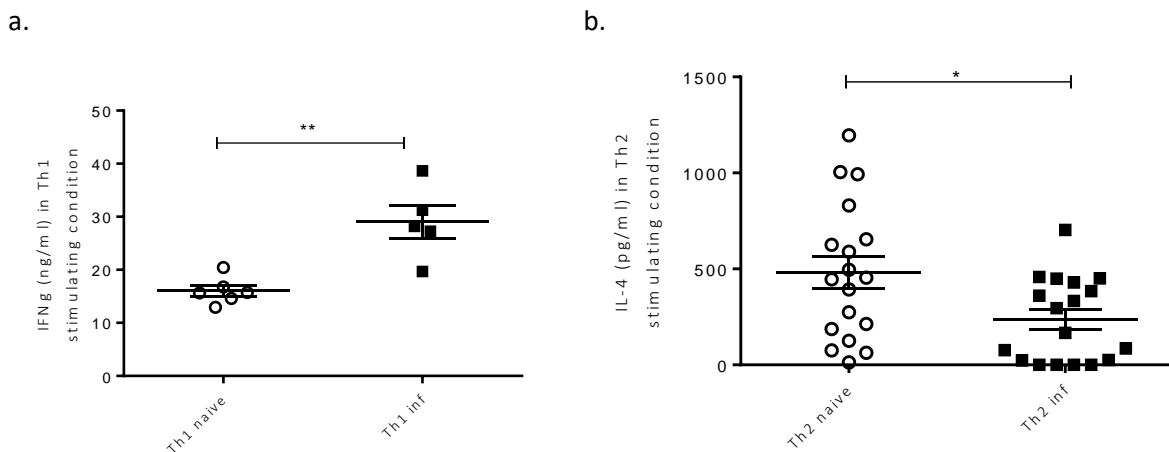 a.
IFNg (ng/ml) in Th1
stimulating condition
50
40
30
20
10
0
**
Th1 naive
Th1 inf
b.
IL-4 (pg/ml) in Th2
stimulating condition
1500
1000
500
0
*
Th2 naive
Th2 inf